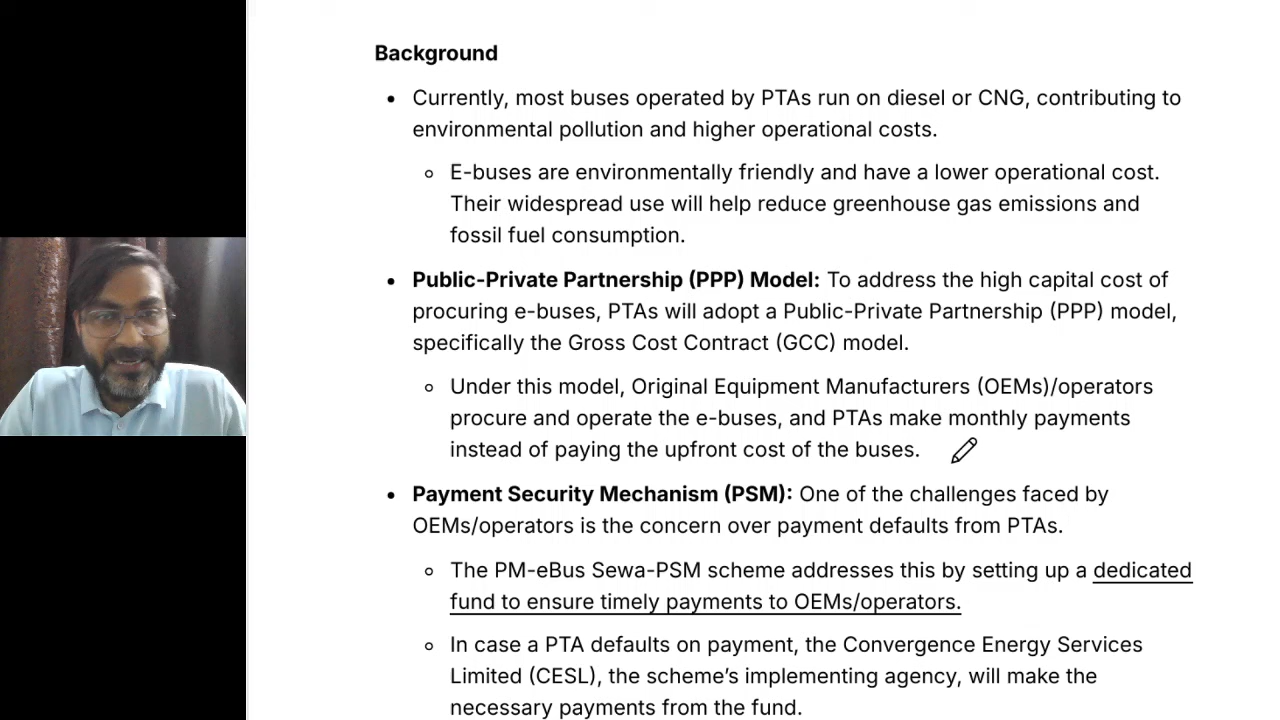 Background
• Currently, most buses operated by PTAs run on diesel or CNG, contributing to
environmental pollution and higher operational costs.
◦ E-buses are environmentally friendly and have a lower operational cost.
Their widespread use will help reduce greenhouse gas emissions and
fossil fuel consumption.
• Public-Private Partnership (PPP) Model: To address the high capital cost of
procuring e-buses, PTAs will adopt a Public-Private Partnership (PPP) model,
specifically the Gross Cost Contract (GCC) model.
◦ Under this model, Original Equipment Manufacturers (OEMs)/operators
procure and operate the e-buses, and PTAs make monthly payments
instead of paying the upfront cost of the buses.
• Payment Security Mechanism (PSM): One of the challenges faced by
OEMs/operators is the concern over payment defaults from PTAs.
◦ The PM-eBus Sewa-PSM scheme addresses this by setting up a dedicated
fund to ensure timely payments to OEMs/operators.
◦ In case a PTA defaults on payment, the Convergence Energy Services
Limited (CESL), the scheme’s implementing agency, will make the
necessary payments from the fund.